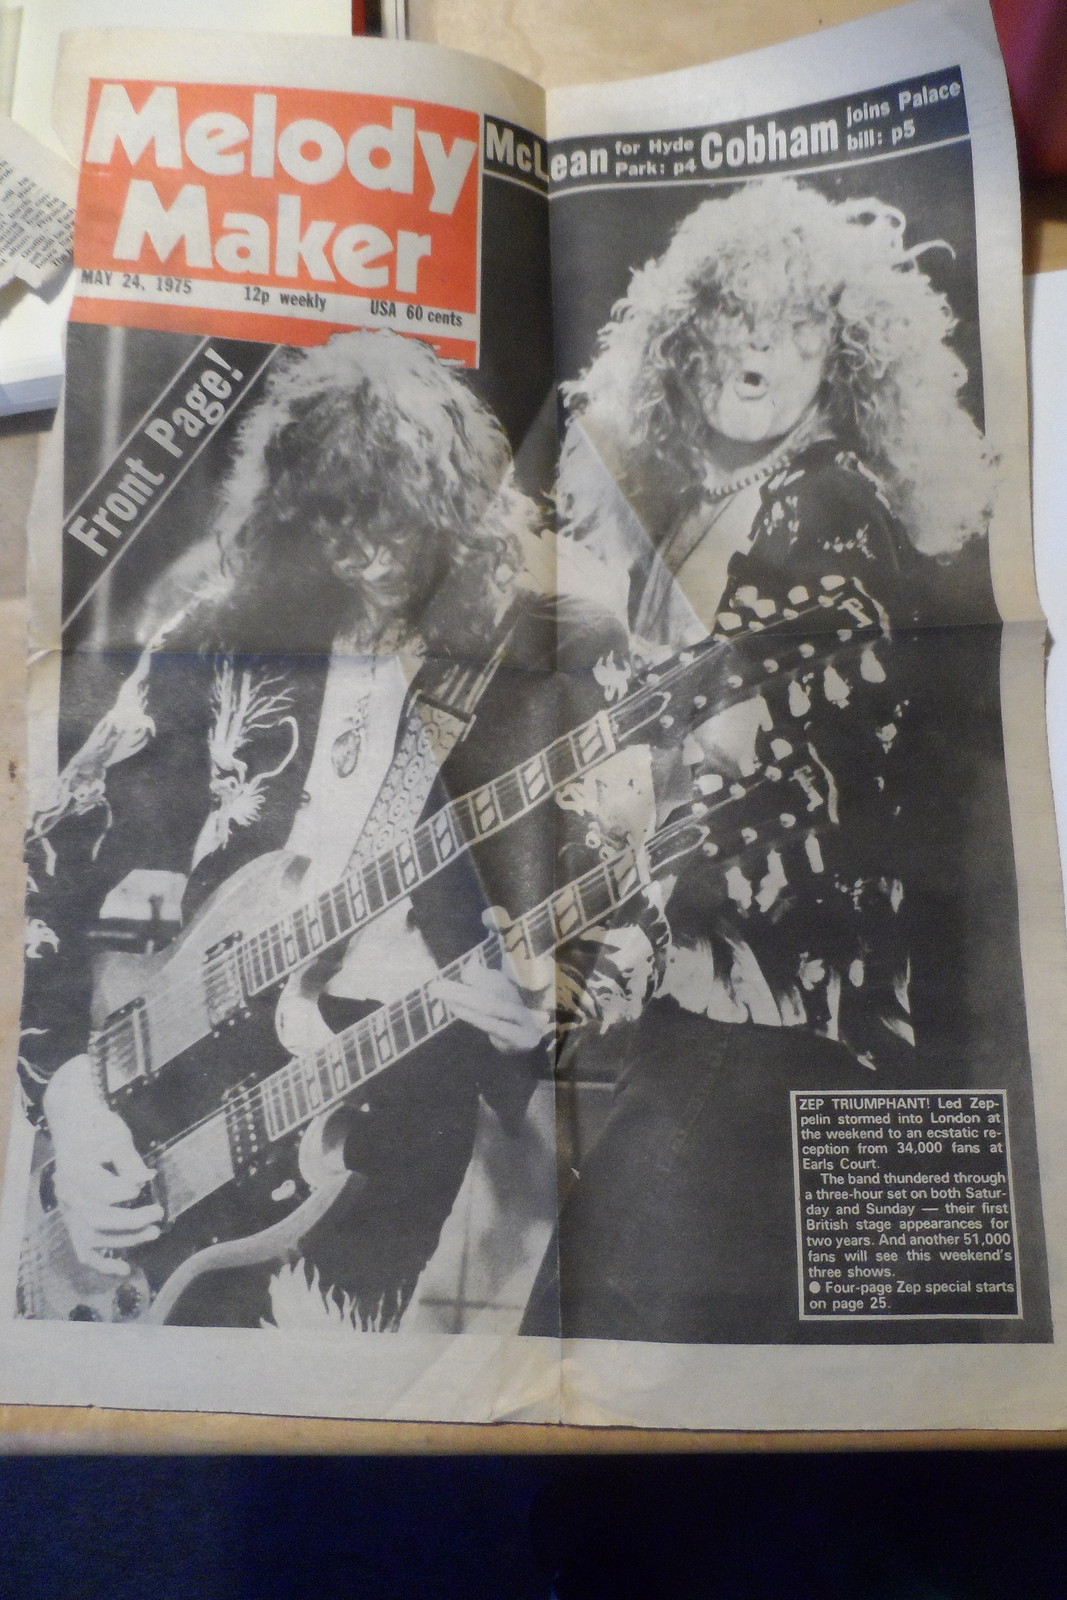 Melody
Maker
MAY 24, 1975 12p weekly USA 60 cents
McLean for Hyde Park: p4 Cobham joins Palace bill: p5
Front Page!
ZEP TRIUMPHANT! Led Zep-
pelin stormed into London at
the weekend to an ecstatic re-
ception from 34,000 fans at
Earls Court.
The band thundered through
a three-hour set on both Satur-
day and Sunday — their first
British stage appearances for
two years. And another 51,000
fans will see this weekend's
three shows.
● Four-page Zep special starts
on page 25.